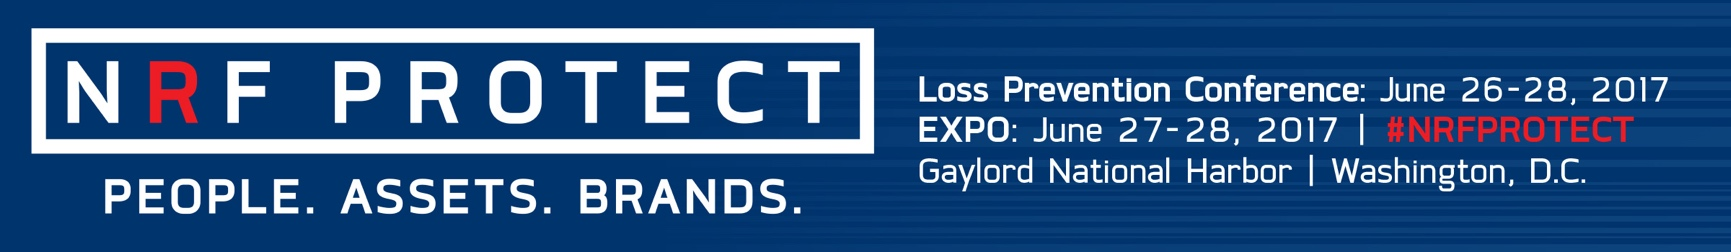 NRF PROTECT
PEOPLE. ASSETS. BRANDS.
Loss Prevention Conference: June 26-28, 2017
EXPO: June 27-28, 2017 | #NRFPROTECT
Gaylord National Harbor | Washington, D.C.